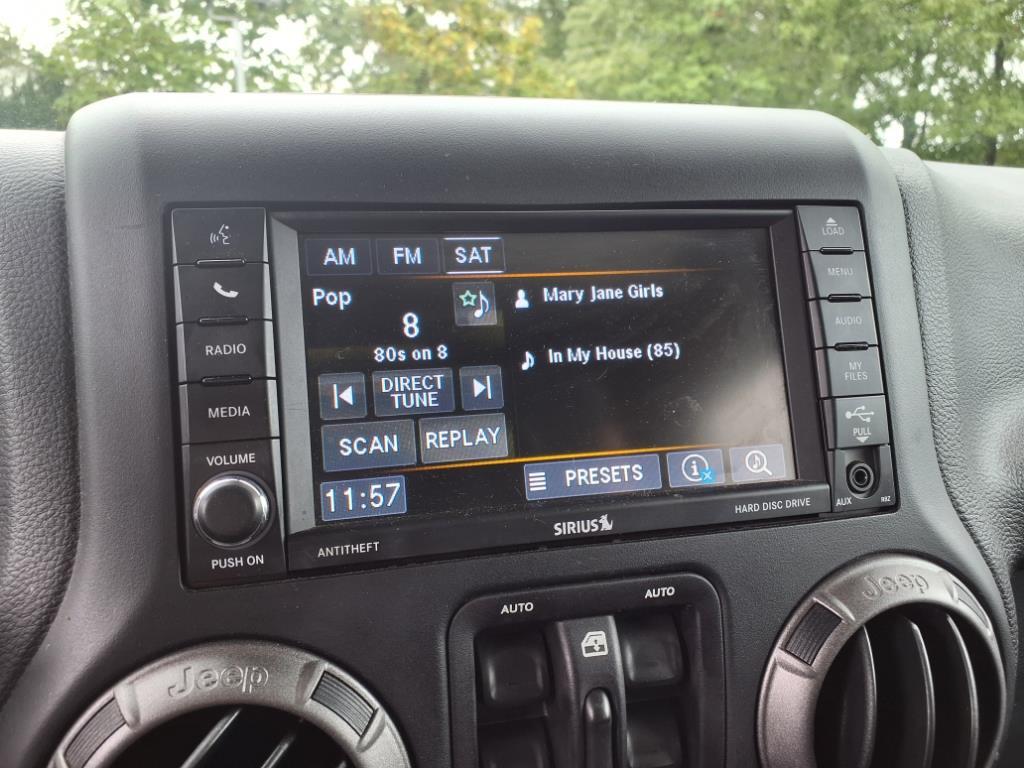 AM FM SAT
Pop
8
80s on 8
Mary Jane Girls
In My House (85)
DIRECT
TUNE
SCAN REPLAY
11:57
PRESETS
i
RADIO
MEDIA
VOLUME
PUSH ON
ANTITHEFT
SIRIUS
HARD DISC DRIVE
LOAD
MENU
AUDIO
MY
FILES
PULL
AUX
RBZ
AUTO AUTO
Jeep
Jeep